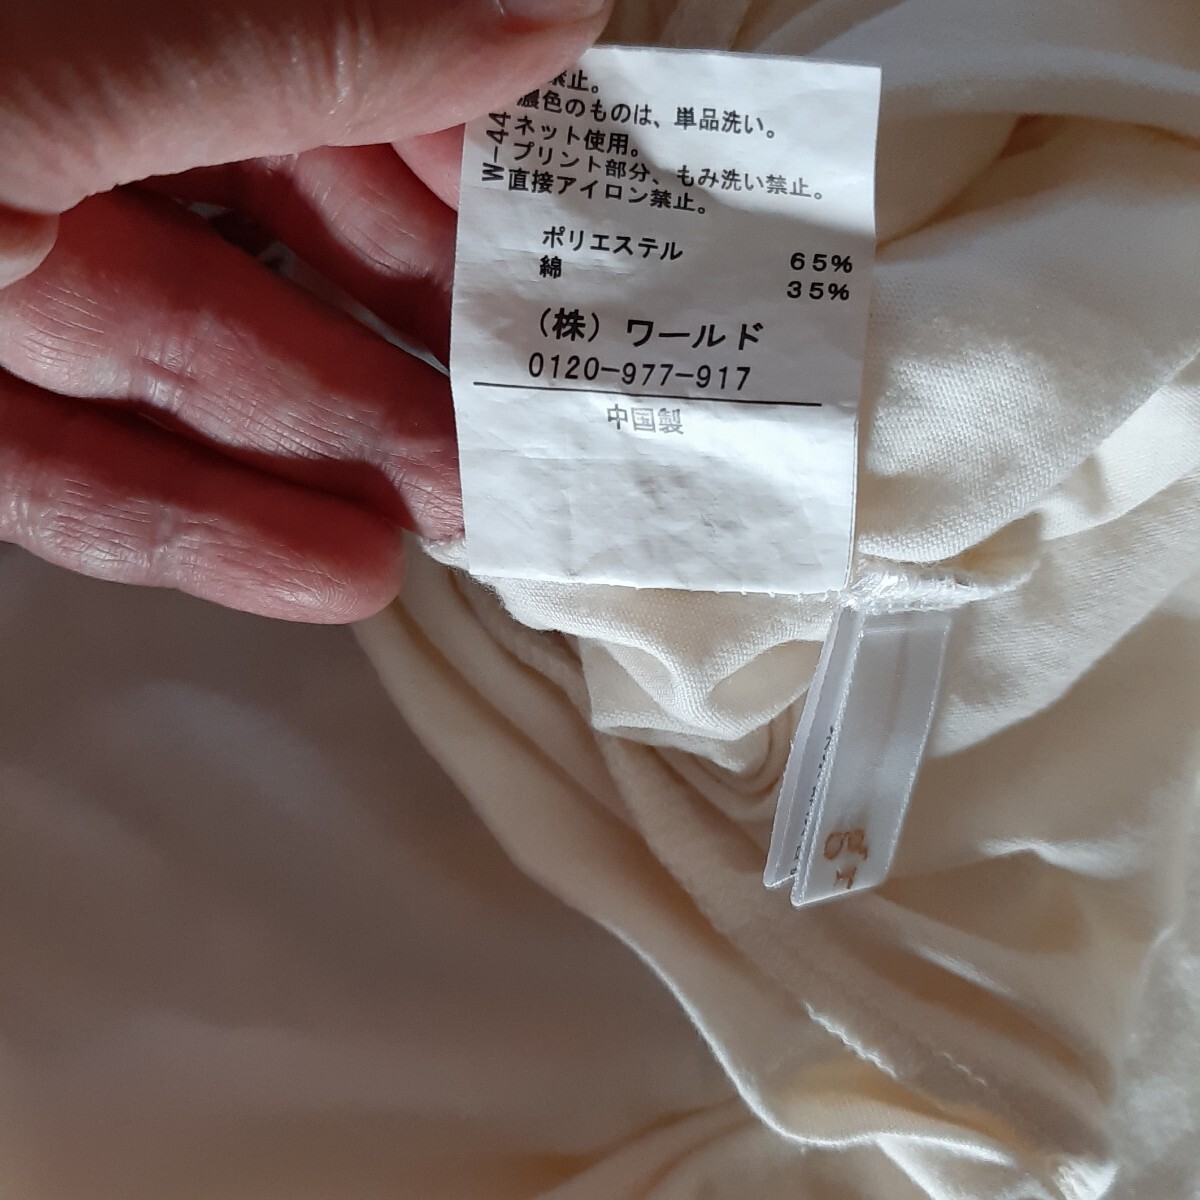 禁止。
濃色のものは、単品洗い。
ネット使用。
プリント部分、もみ洗い禁止。
直接アイロン禁止。
W-44
ポリエステル 65%
綿 35%
（株）ワールド
0120-977-917
中国製